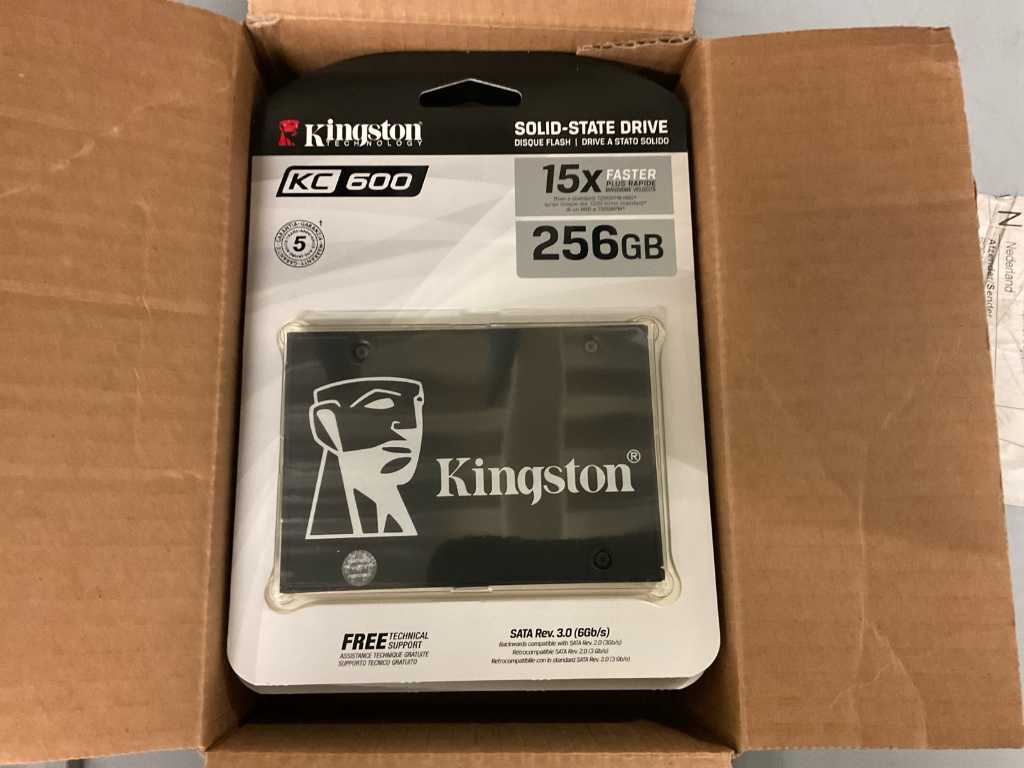 Kingston
TECHNOLOGY
SOLID-STATE DRIVE
DISQUE FLASH | DRIVE A STATO SOLIDO
KC 600
15x FASTER
PLUS RAPIDE
5
256GB
Kingston®
FREE TECHNICAL SUPPORT
ASSISTANCE TECHNIQUE GRATUITE
SUPPORTO TECNICO GRATUITO
SATA Rev. 3.0 (6Gb/s)
Backwards compatible with SATA Rev. 2.0 (3Gb/s)
Rétrocompatible SATA Rev. 2.0 (3 Gb/s)
Retrocompatibile con lo standard SATA Rev. 2.0 (3 Gb/s)
N
Nederland
Afzender/Sender